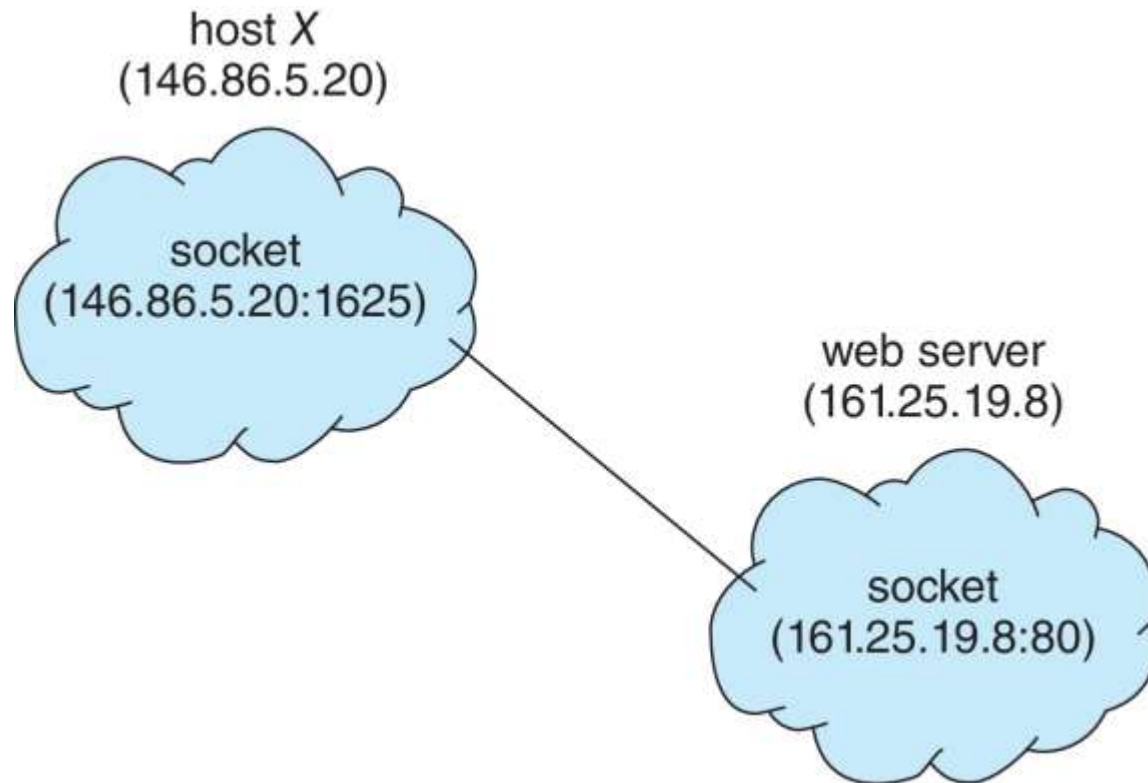 host X
(146.86.5.20)
socket
(146.86.5.20:1625)
web server
(161.25.19.8)
socket
(161.25.19.8:80)